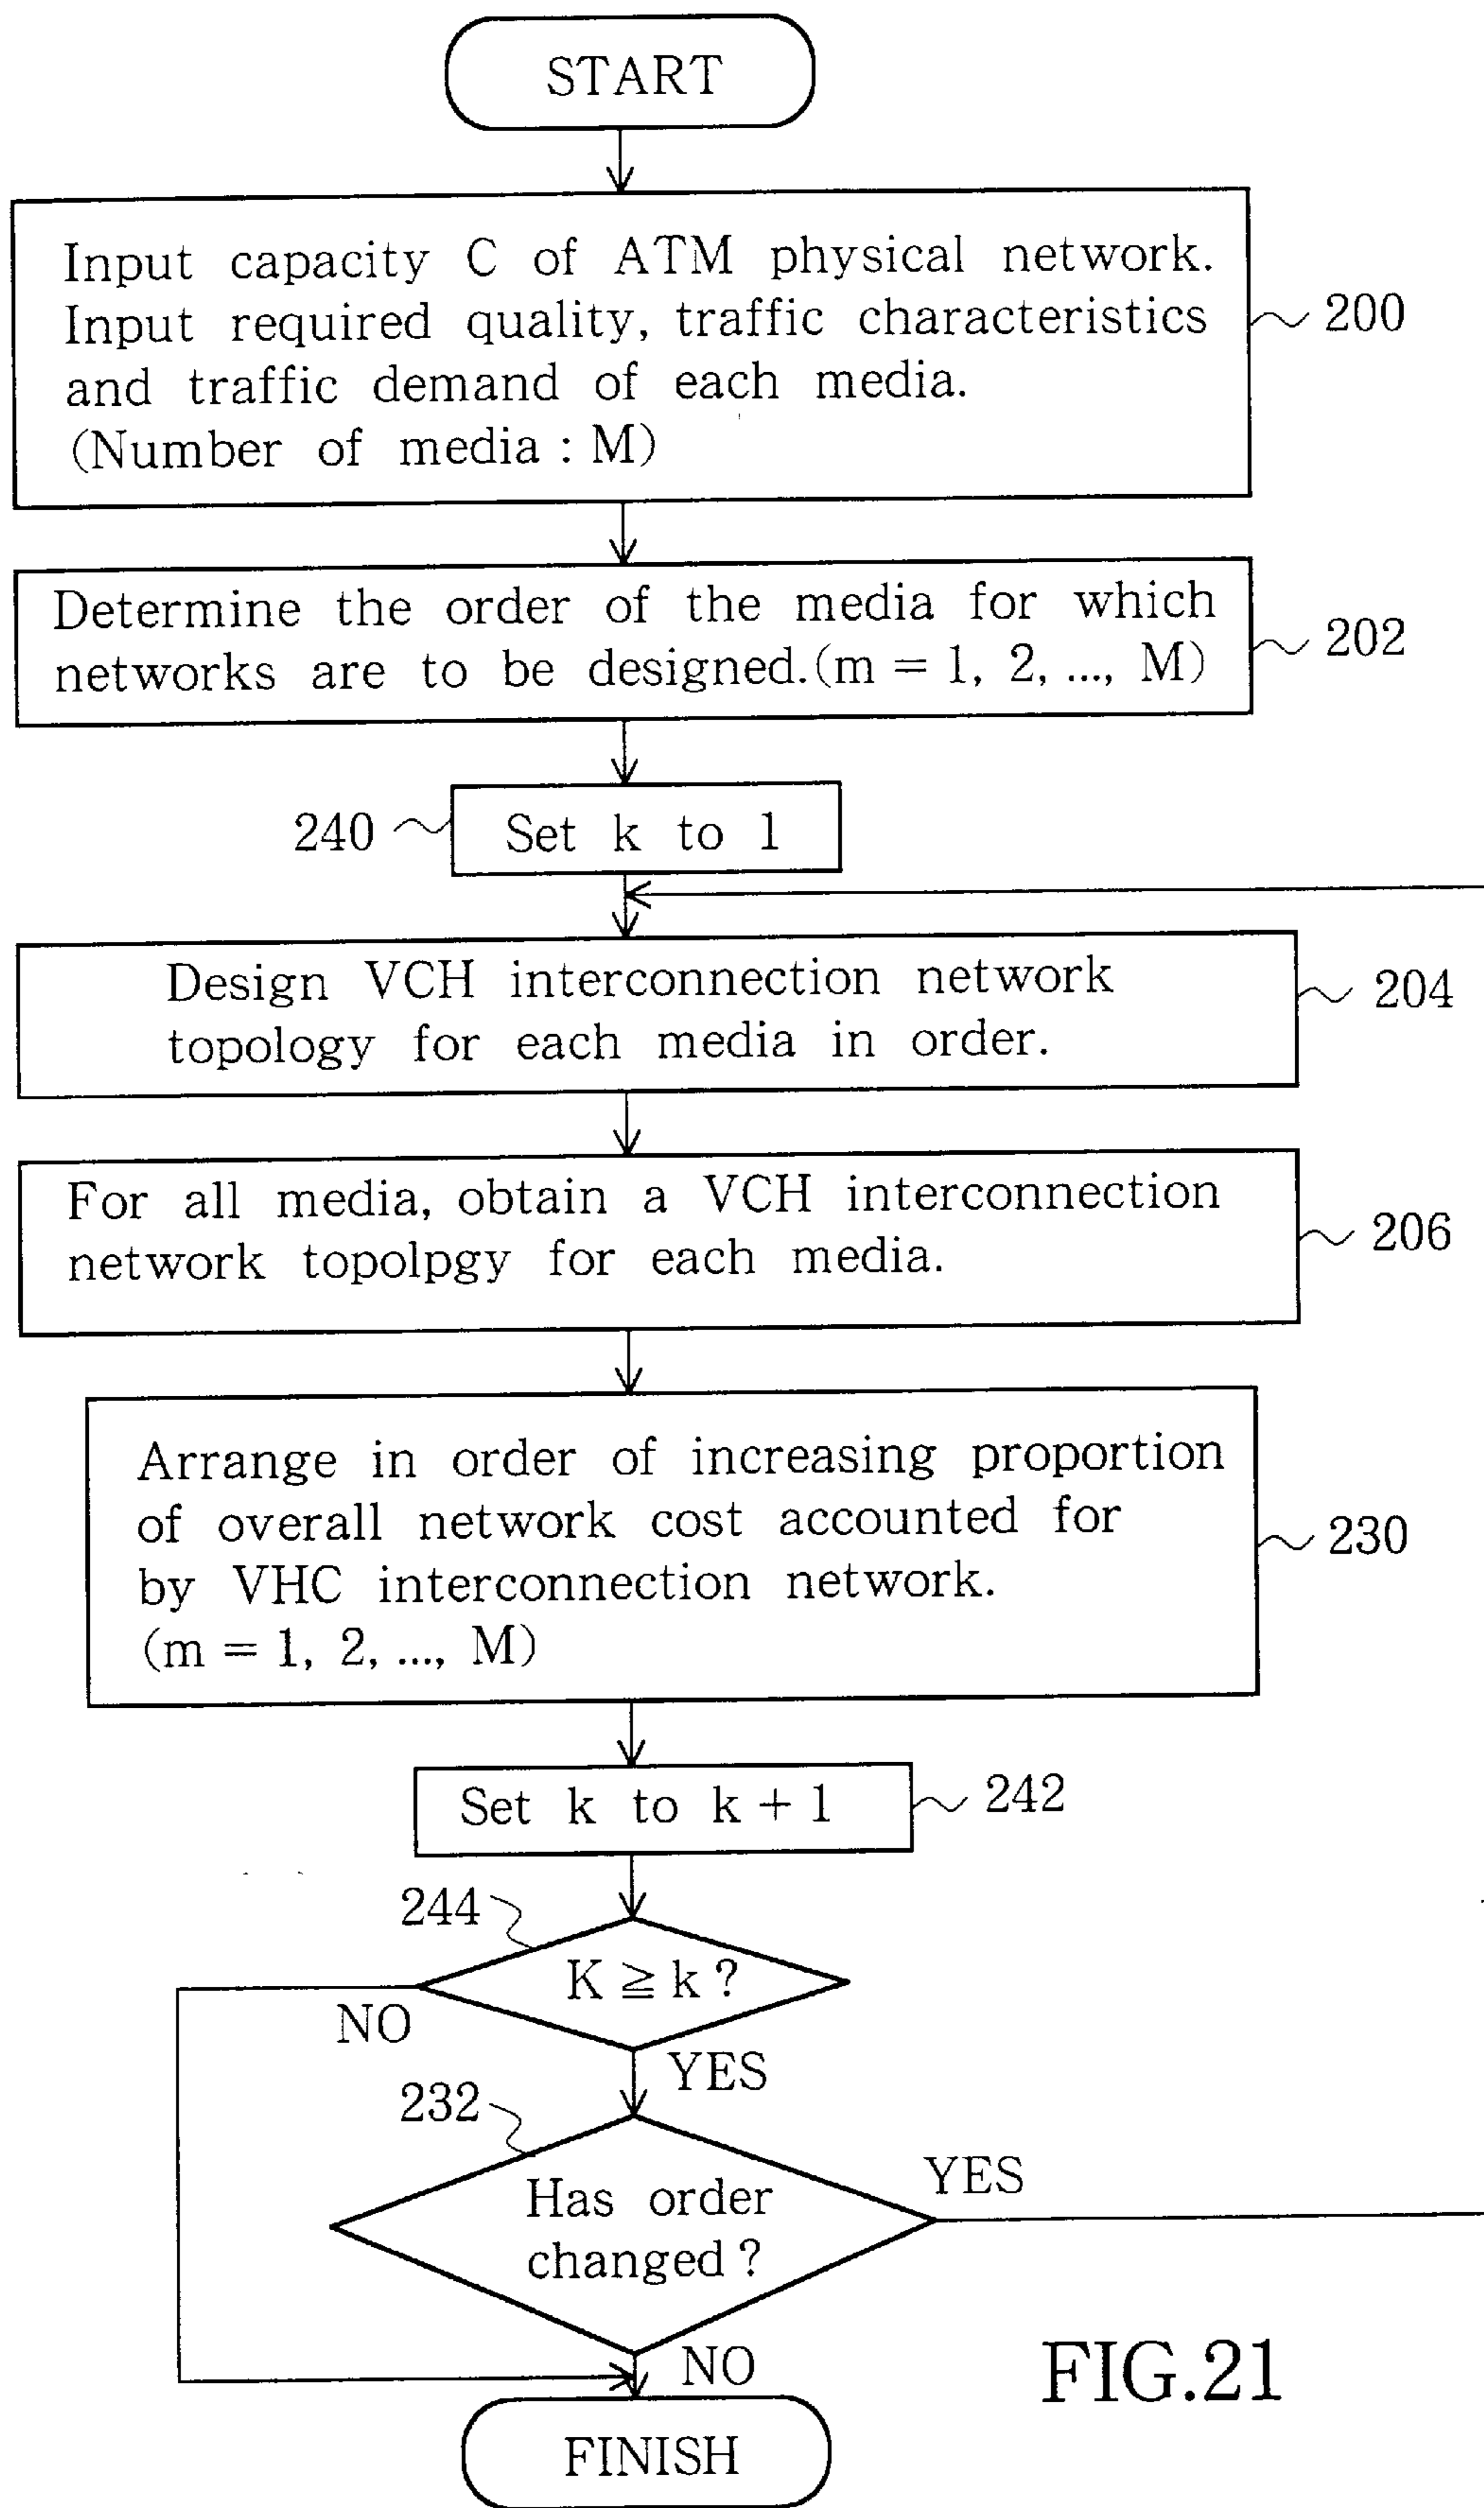 START
Input capacity C of ATM physical network.
Input required quality, traffic characteristics
and traffic demand of each media.
(Number of media : M)
200
Determine the order of the media for which
networks are to be designed.(m = 1, 2, ..., M)
202
240
Set k to 1
Design VCH interconnection network
topology for each media in order.
204
For all media, obtain a VCH interconnection
network topolpgy for each media.
206
Arrange in order of increasing proportion
of overall network cost accounted for
by VHC interconnection network.
(m = 1, 2, ..., M)
230
Set k to k + 1
242
244
K ≧ k ?
NO
YES
232
Has order
changed ?
YES
NO
FIG.21
FINISH